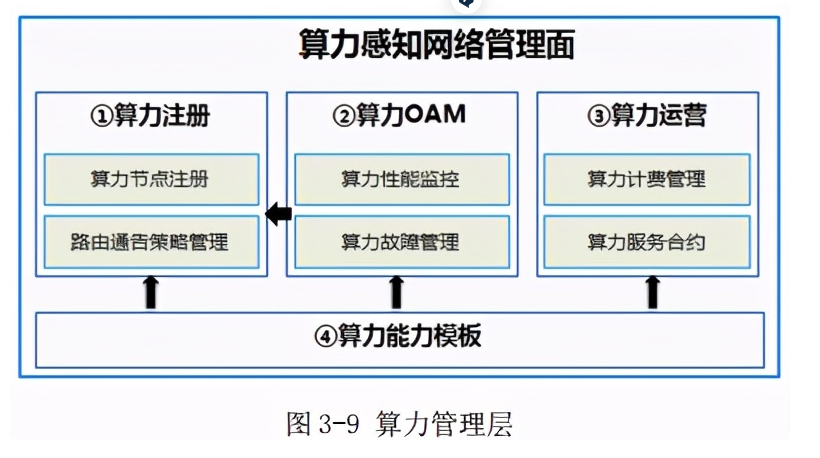 算力感知网络管理面
①算力注册
算力节点注册
路由通告策略管理
②算力OAM
算力性能监控
算力故障管理
③算力运营
算力计费管理
算力服务合约
④算力能力模板
图 3-9 算力管理层